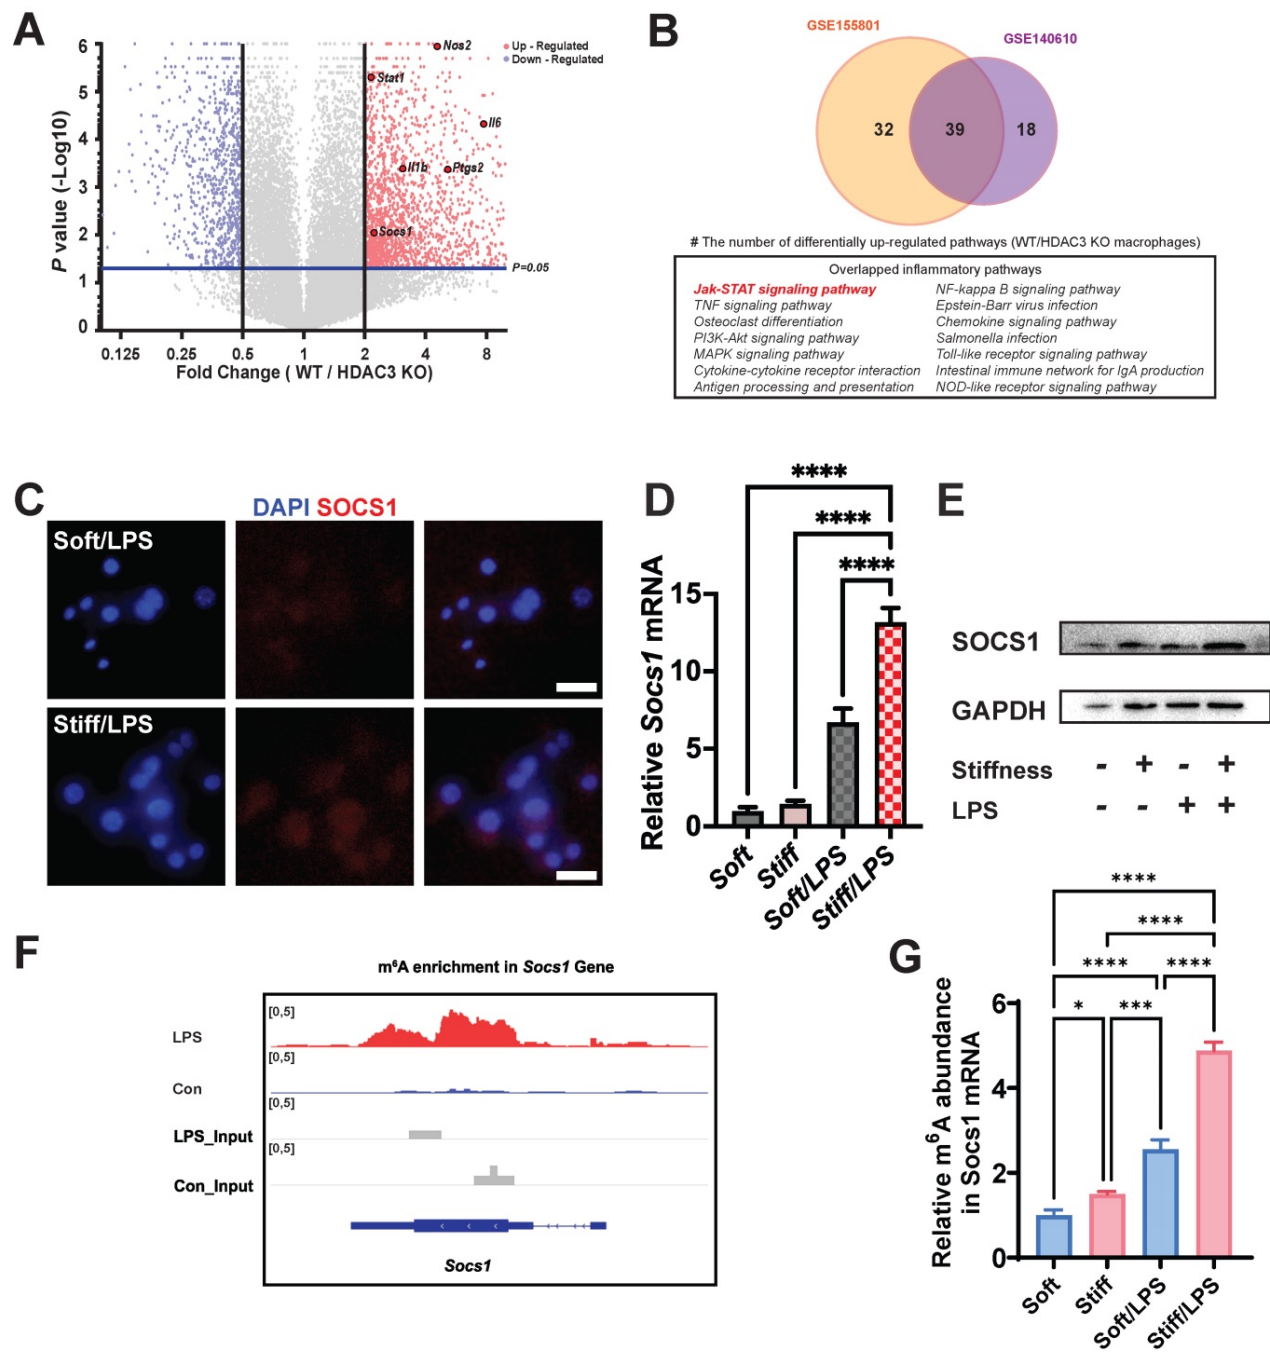 A
6
5
4
3
2
1
0
P value (-Log10)
Nos2
Stat1
Il6
Il1b
Ptgs2
Socs1
Up - Regulated
Down - Regulated
P=0.05
0.125 0.25 0.5 1 2 4 8
Fold Change ( WT / HDAC3 KO)
B
GSE155801
GSE140610
32 39 18
# The number of differentially up-regulated pathways (WT/HDAC3 KO macrophages)
Overlapped inflammatory pathways
Jak-STAT signaling pathway
TNF signaling pathway
Osteoclast differentiation
PI3K-Akt signaling pathway
MAPK signaling pathway
Cytokine-cytokine receptor interaction
Antigen processing and presentation
NF-kappa B signaling pathway
Epstein-Barr virus infection
Chemokine signaling pathway
Salmonella infection
Toll-like receptor signaling pathway
Intestinal immune network for IgA production
NOD-like receptor signaling pathway
C
DAPI SOCS1
Soft/LPS
Stiff/LPS
D
****
****
****
Relative Socs1 mRNA
15
10
5
0
Soft
Stiff
Soft/LPS
Stiff/LPS
E
SOCS1
GAPDH
Stiffness - + - +
LPS - - + +
F
m⁶A enrichment in Socs1 Gene
[0,5]
LPS
[0,5]
Con
[0,5]
LPS_Input
[0,5]
Con_Input
Socs1
G
****
****
**** ****
* ***
Relative m⁶A abundance
in Socs1 mRNA
6
4
2
0
Soft
Stiff
Soft/LPS
Stiff/LPS